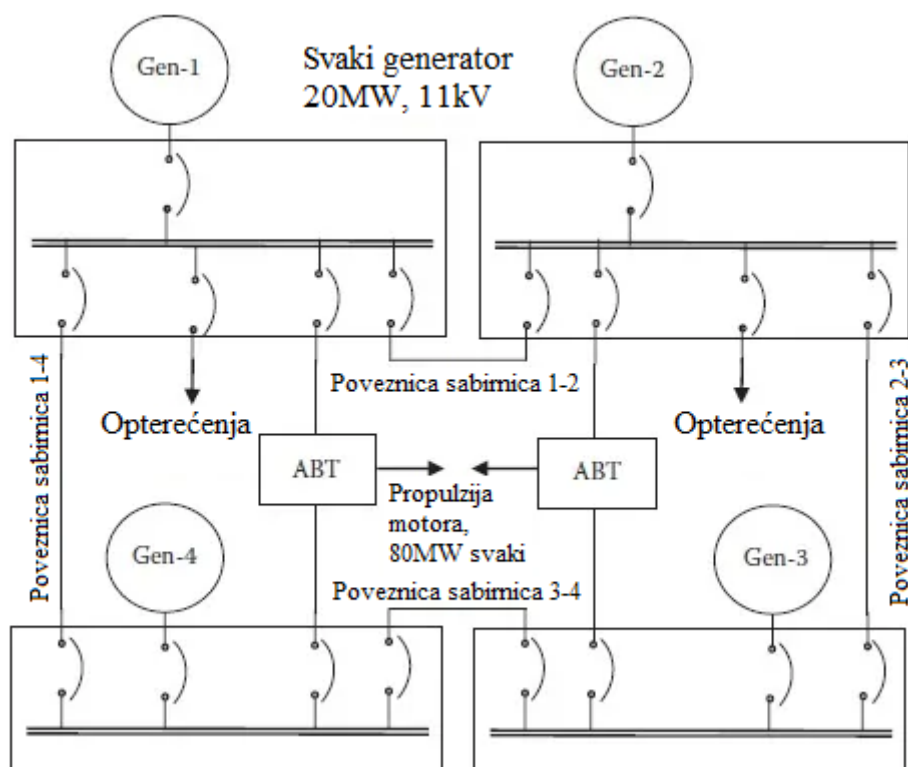 Gen-1
Svaki generator
20MW, 11kV
Gen-2
Poveznica sabirnica 1-4
Poveznica sabirnica 1-2
Poveznica sabirnica 2-3
Opterećenja
Opterećenja
ABT
ABT
Propulzija
motora,
80MW svaki
Gen-4
Gen-3
Poveznica sabirnica 3-4